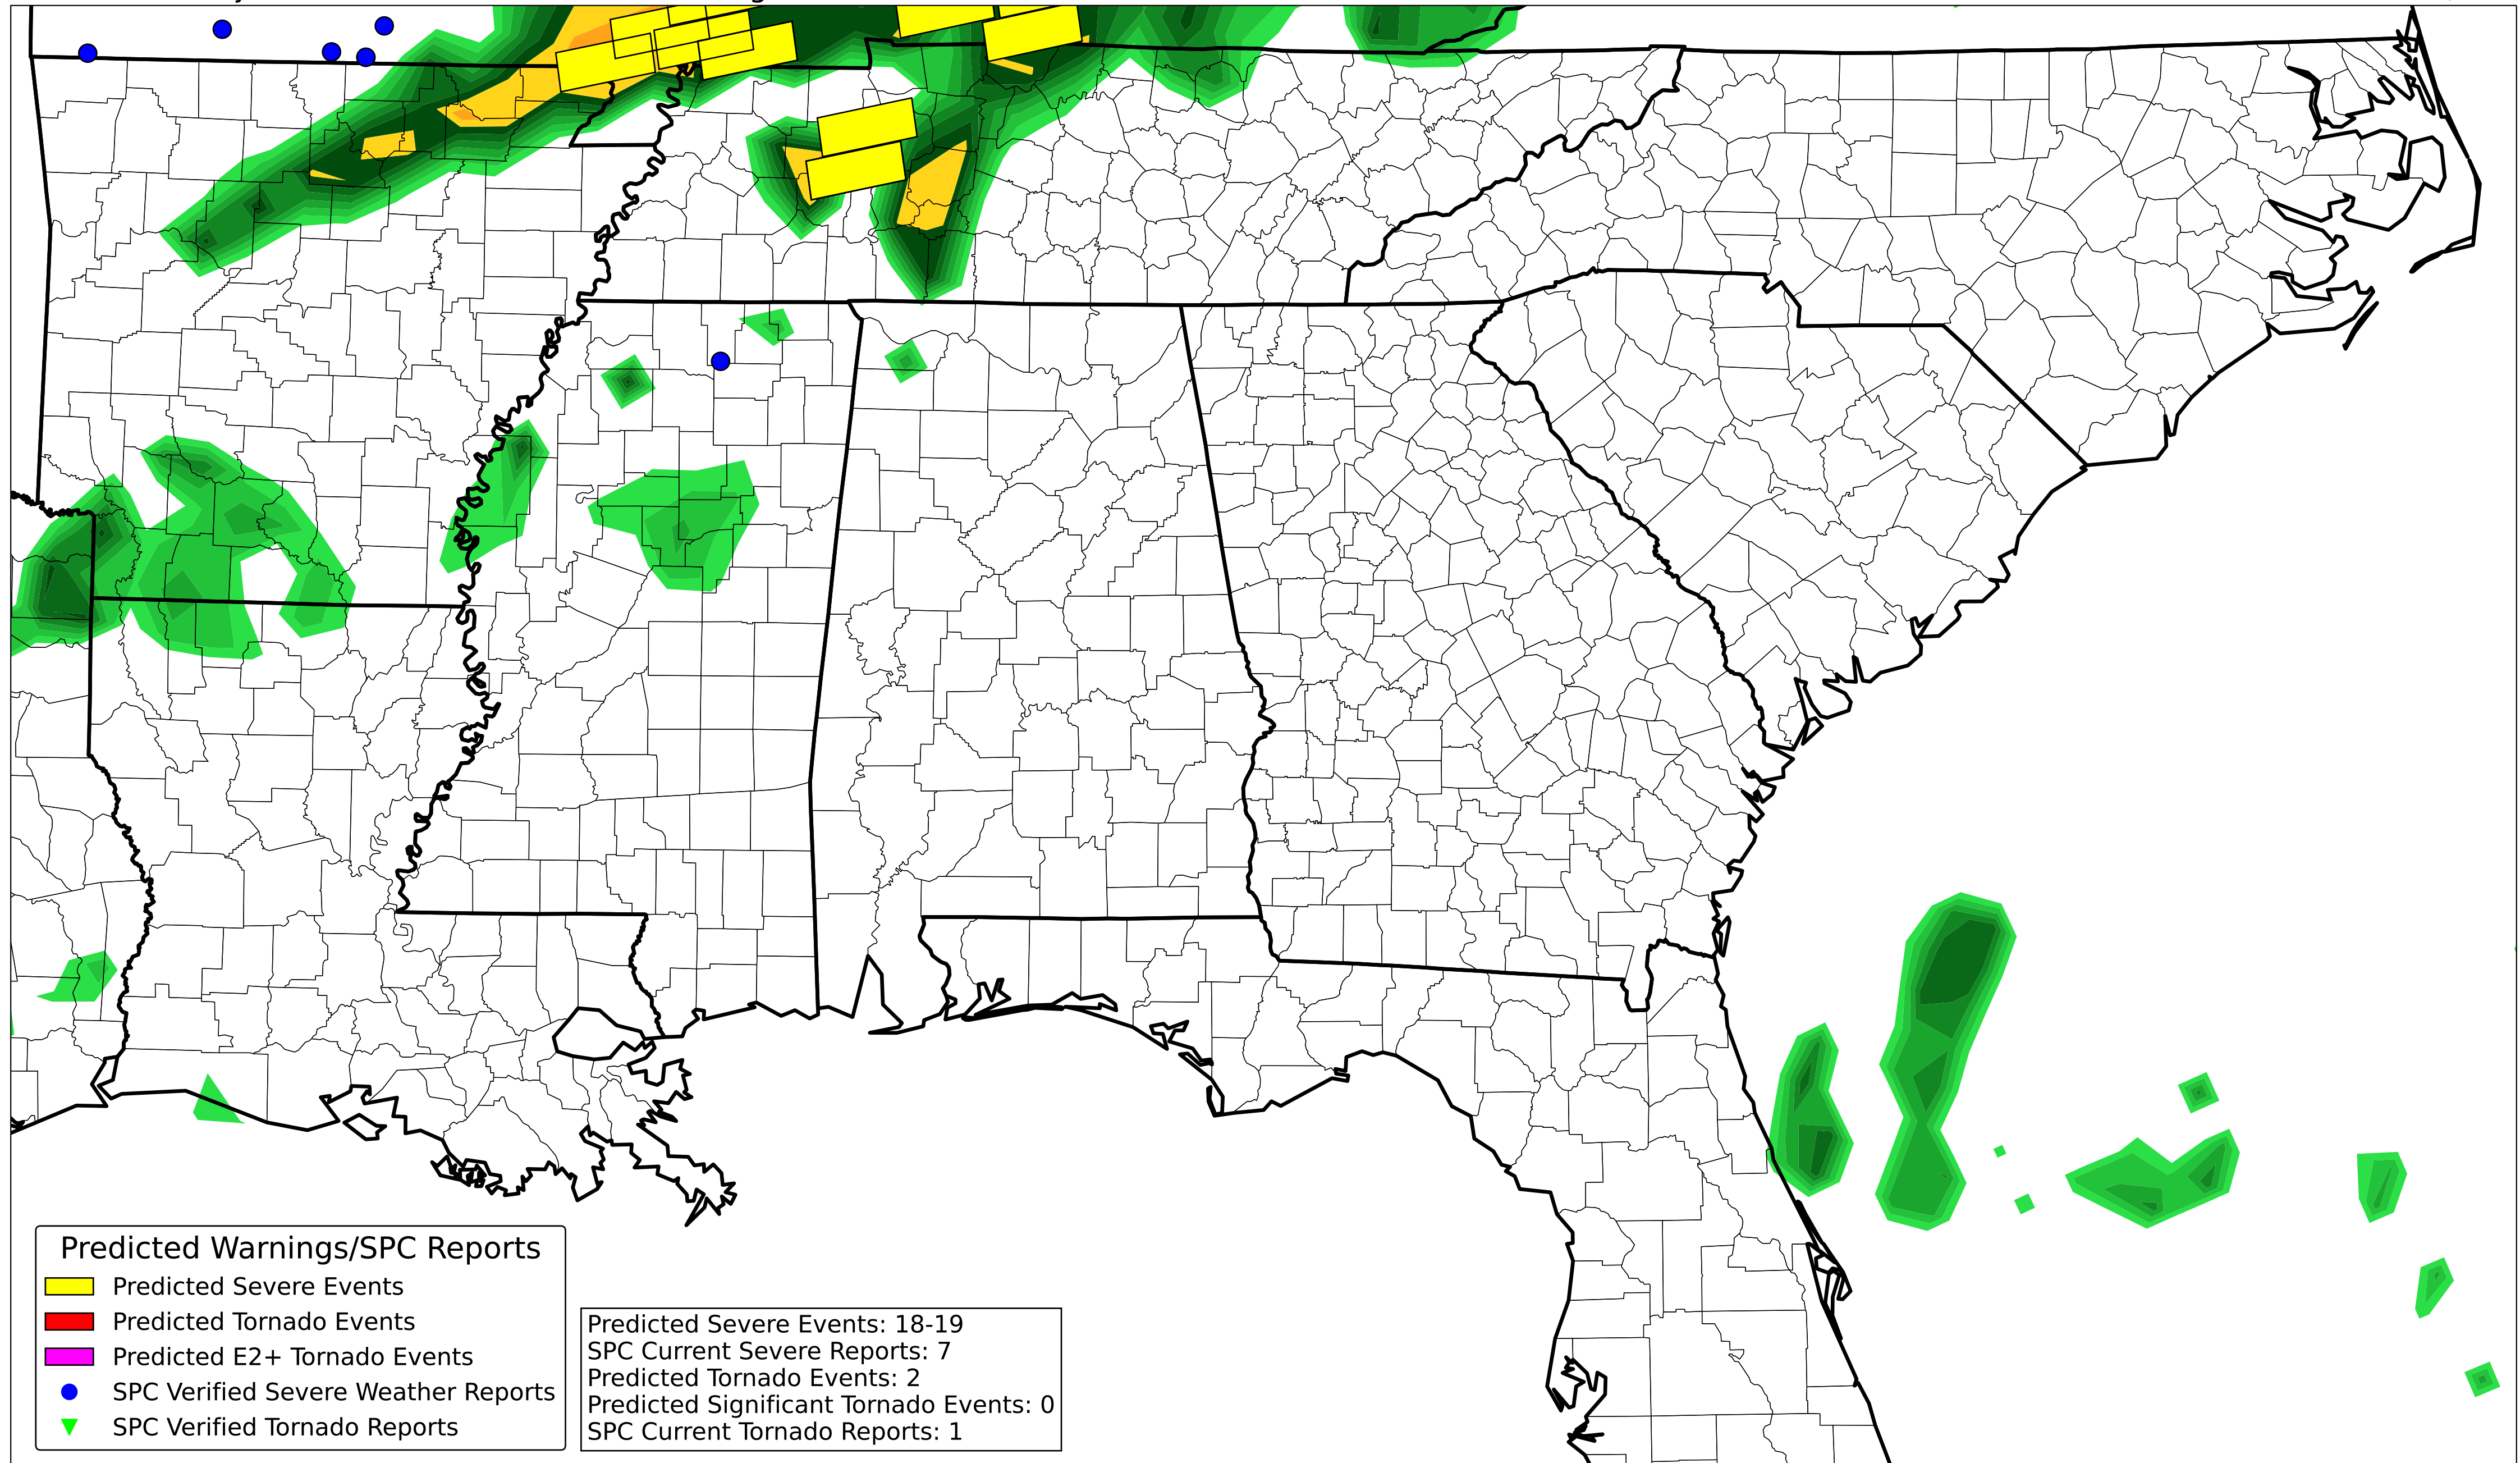 Predicted Warnings/SPC Reports
Predicted Severe Events
Predicted Tornado Events
Predicted E2+ Tornado Events
SPC Verified Severe Weather Reports
SPC Verified Tornado Reports
Predicted Severe Events: 18-19
SPC Current Severe Reports: 7
Predicted Tornado Events: 2
Predicted Significant Tornado Events: 0
SPC Current Tornado Reports: 1